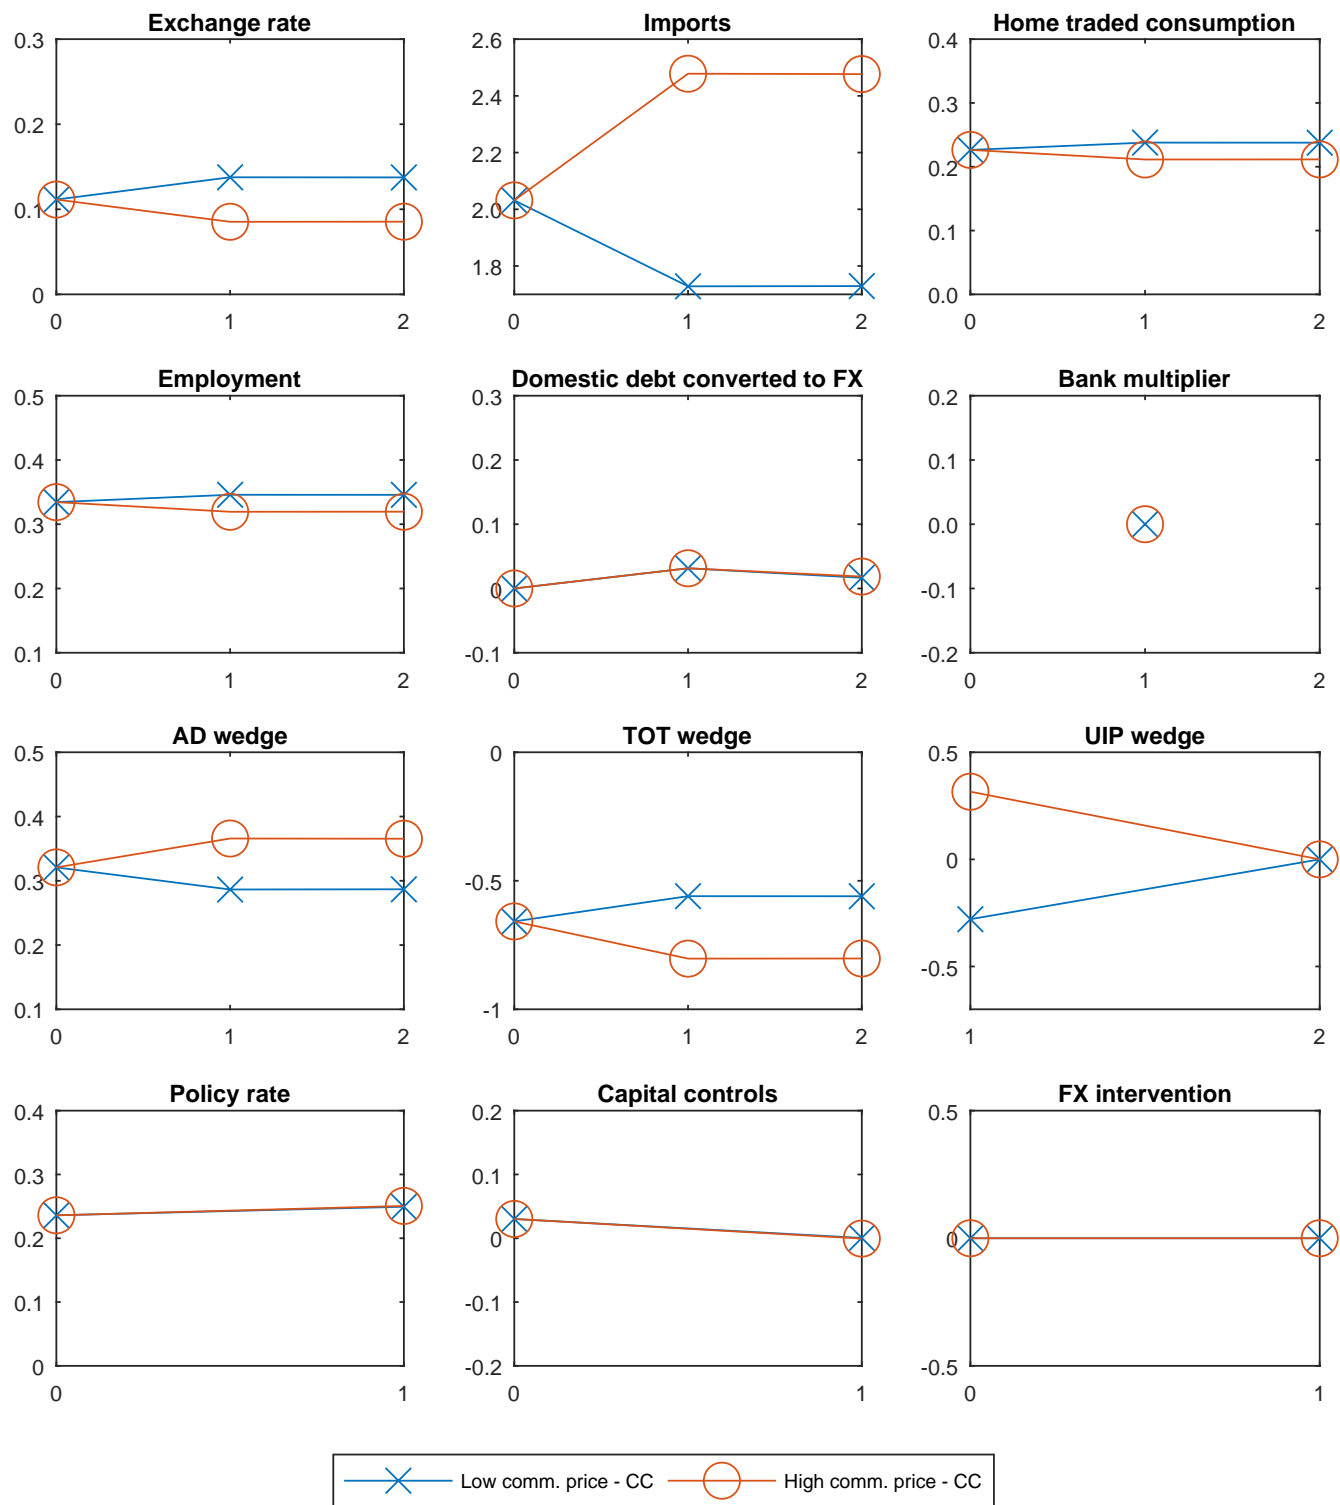 Exchange rate
0.3
0.2
0.1
0
0 1 2
Imports
2.6
2.4
2.2
2.0
1.8
0 1 2
Home traded consumption
0.4
0.3
0.2
0.1
0.0
0 1 2
Employment
0.5
0.4
0.3
0.2
0.1
0 1 2
Domestic debt converted to FX
0.3
0.2
0.1
0
-0.1
0 1 2
Bank multiplier
0.2
0.1
0.0
-0.1
-0.2
0 1 2
AD wedge
0.5
0.4
0.3
0.2
0.1
0 1 2
TOT wedge
0
-0.5
-1
0 1 2
UIP wedge
0.5
0
-0.5
1 2
Policy rate
0.4
0.3
0.2
0.1
0
0 1
Capital controls
0.2
0.1
0
-0.1
-0.2
0 1
FX intervention
0.5
0
-0.5
0 1
Low comm. price - CC High comm. price - CC